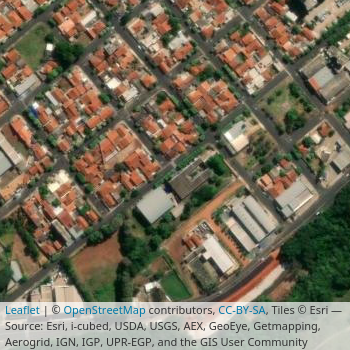 Leaflet | © OpenStreetMap contributors, CC-BY-SA, Tiles © Esri —
Source: Esri, i-cubed, USDA, USGS, AEX, GeoEye, Getmapping,
Aerogrid, IGN, IGP, UPR-EGP, and the GIS User Community